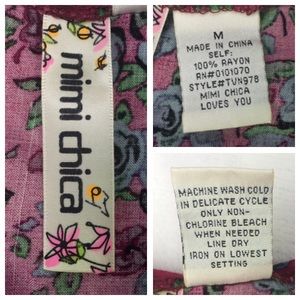 mimi chica
M
MADE IN CHINA
SELF:
100% RAYON
RN#0101070
STYLE#TUN978
MIMI CHICA
LOVES YOU
MACHINE WASH COLD
IN DELICATE CYCLE
ONLY NON-
CHLORINE BLEACH
WHEN NEEDED
LINE DRY
IRON ON LOWEST
SETTING